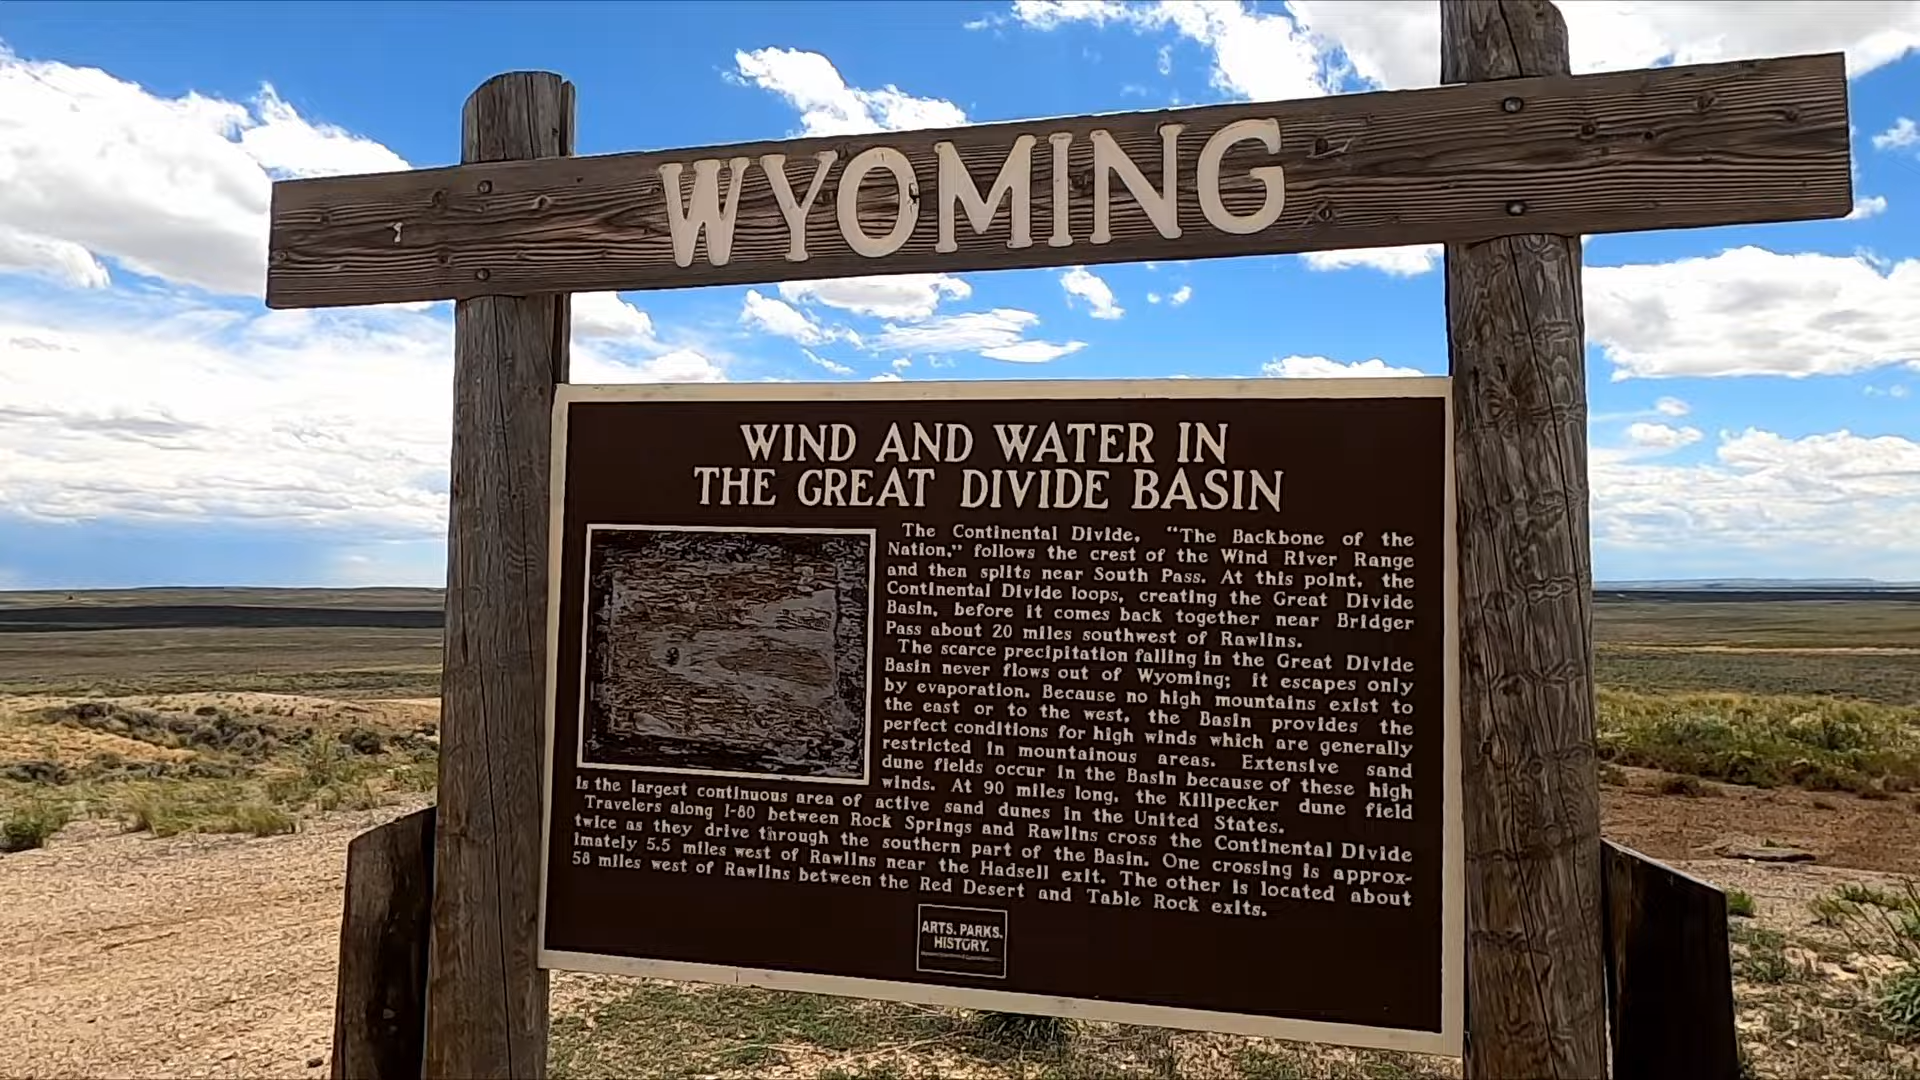 WYOMING
WIND AND WATER IN
THE GREAT DIVIDE BASIN
The Continental Divide, "The Backbone of the
Nation," follows the crest of the Wind River Range
and then splits near South Pass. At this point, the
Continental Divide loops, creating the Great Divide
Basin, before it comes back together near Bridger
Pass about 20 miles southwest of Rawlins.
The scarce precipitation falling in the Great Divide
Basin never flows out of Wyoming; it escapes only
by evaporation. Because no high mountains exist to
the east or to the west, the Basin provides the
perfect conditions for high winds which are generally
restricted in mountainous areas. Extensive sand
dune fields occur in the Basin because of these high
winds. At 90 miles long, the Killpecker dune field
is the largest continuous area of active sand dunes in the United States.
Travelers along I-80 between Rock Springs and Rawlins cross the Continental Divide
twice as they drive through the southern part of the Basin. One crossing is approx-
imately 5.5 miles west of Rawlins near the Hadsell exit. The other is located about
58 miles west of Rawlins between the Red Desert and Table Rock exits.
ARTS. PARKS.
HISTORY.